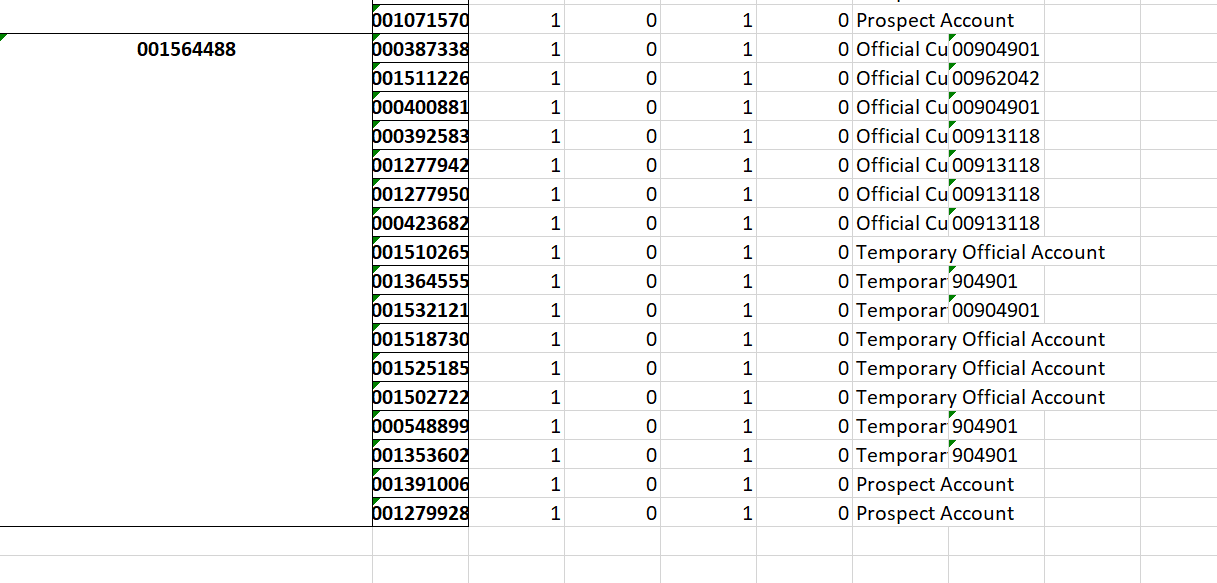 001071570 1 0 1 0 Prospect Account
001564488 000387338 1 0 1 0 Official Cu 00904901
001511226 1 0 1 0 Official Cu 00962042
000400881 1 0 1 0 Official Cu 00904901
000392583 1 0 1 0 Official Cu 00913118
001277942 1 0 1 0 Official Cu 00913118
001277950 1 0 1 0 Official Cu 00913118
000423682 1 0 1 0 Official Cu 00913118
001510265 1 0 1 0 Temporary Official Account
001364555 1 0 1 0 Temporar 904901
001532121 1 0 1 0 Temporar 00904901
001518730 1 0 1 0 Temporary Official Account
001525185 1 0 1 0 Temporary Official Account
001502722 1 0 1 0 Temporary Official Account
000548899 1 0 1 0 Temporar 904901
001353602 1 0 1 0 Temporar 904901
001391006 1 0 1 0 Prospect Account
001279928 1 0 1 0 Prospect Account